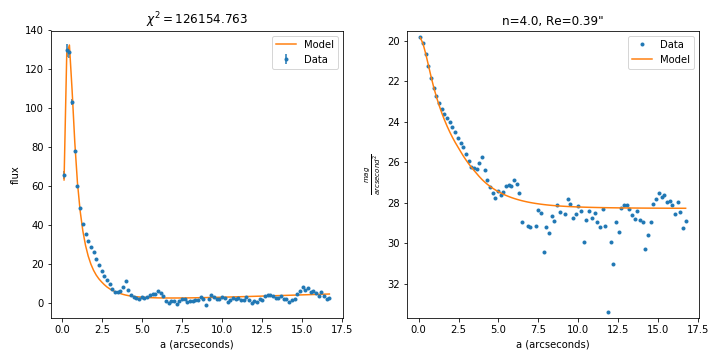 χ² = 126154.763
140
120
100
80
60
40
20
0
flux
0.0 2.5 5.0 7.5 10.0 12.5 15.0 17.5
a (arcseconds)
Model
Data
n=4.0, Re=0.39"
20
22
24
26
28
30
32
mag
arcsecond²
0.0 2.5 5.0 7.5 10.0 12.5 15.0 17.5
a (arcseconds)
Data
Model